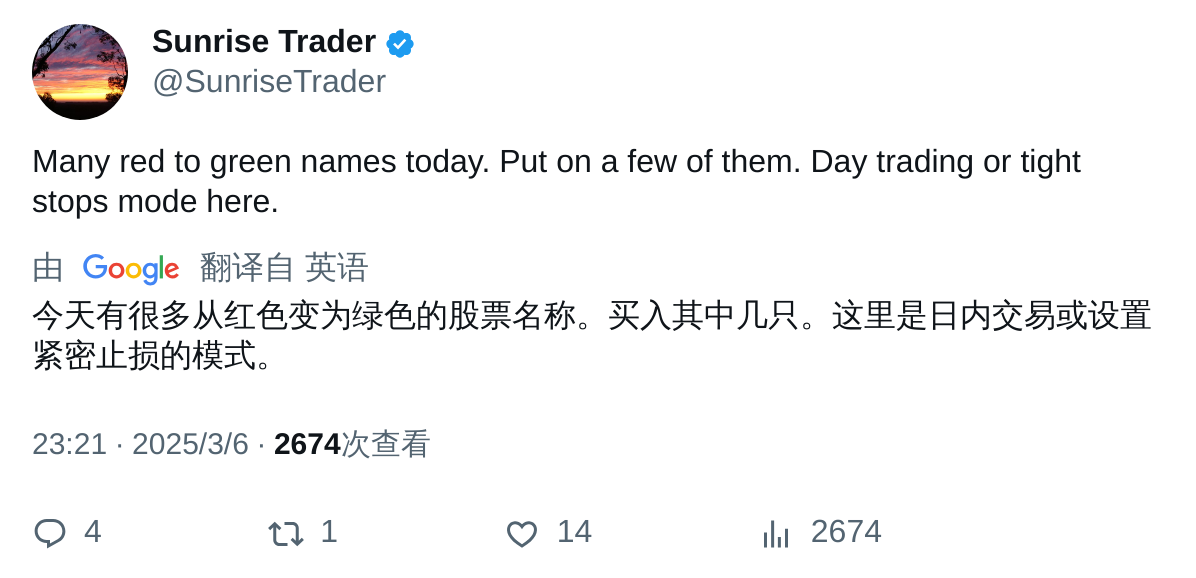 Sunrise Trader
@SunriseTrader
Many red to green names today. Put on a few of them. Day trading or tight
stops mode here.
由 Google 翻译自 英语
今天有很多从红色变为绿色的股票名称。买入其中几只。这里是日内交易或设置
紧密止损的模式。
23:21 · 2025/3/6 · 2674次查看
4 1 14 2674